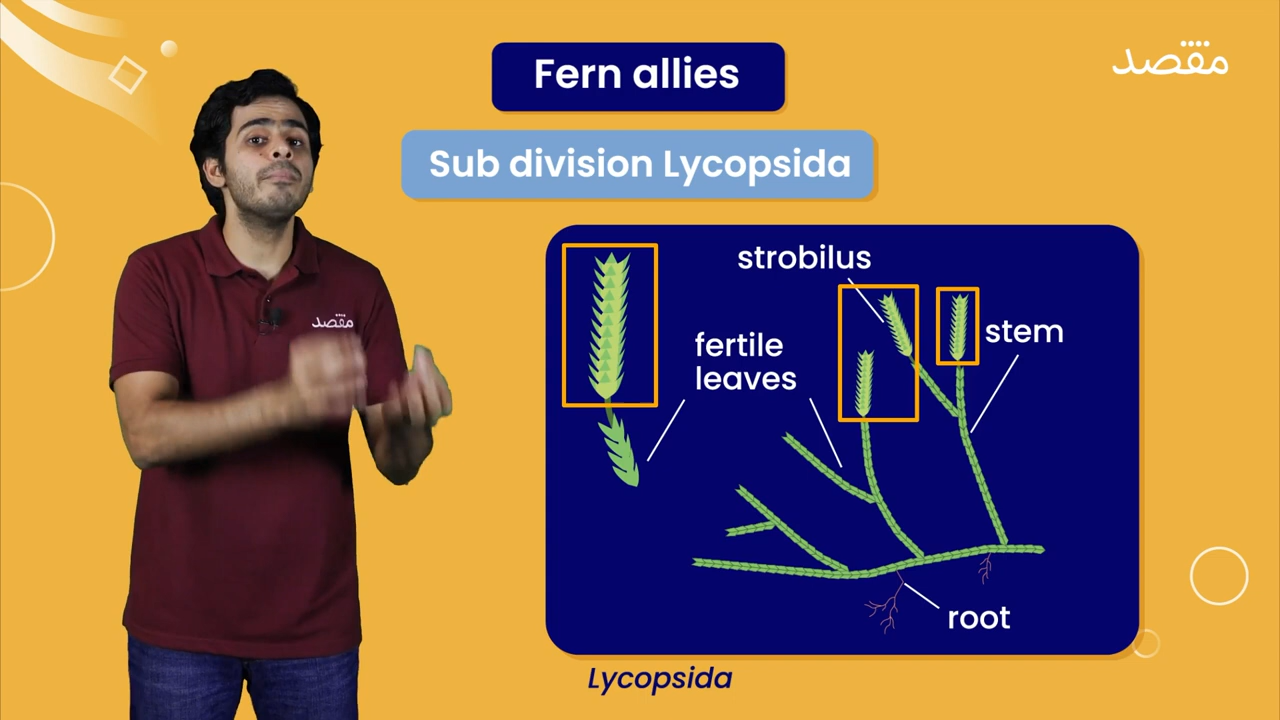 Fern allies
مقصد
Sub division Lycopsida
strobilus
stem
fertile
leaves
مقصد
root
Lycopsida